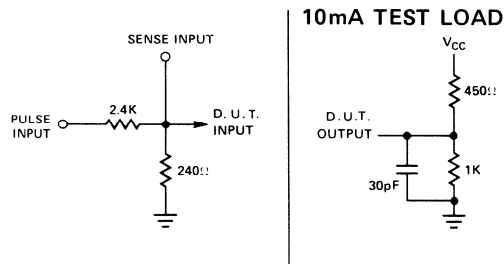 SENSE INPUT
PULSE
INPUT
2.4K
D. U. T.
INPUT
240Ω
10mA TEST LOAD
VCC
450Ω
D. U. T.
OUTPUT
30pF
1K